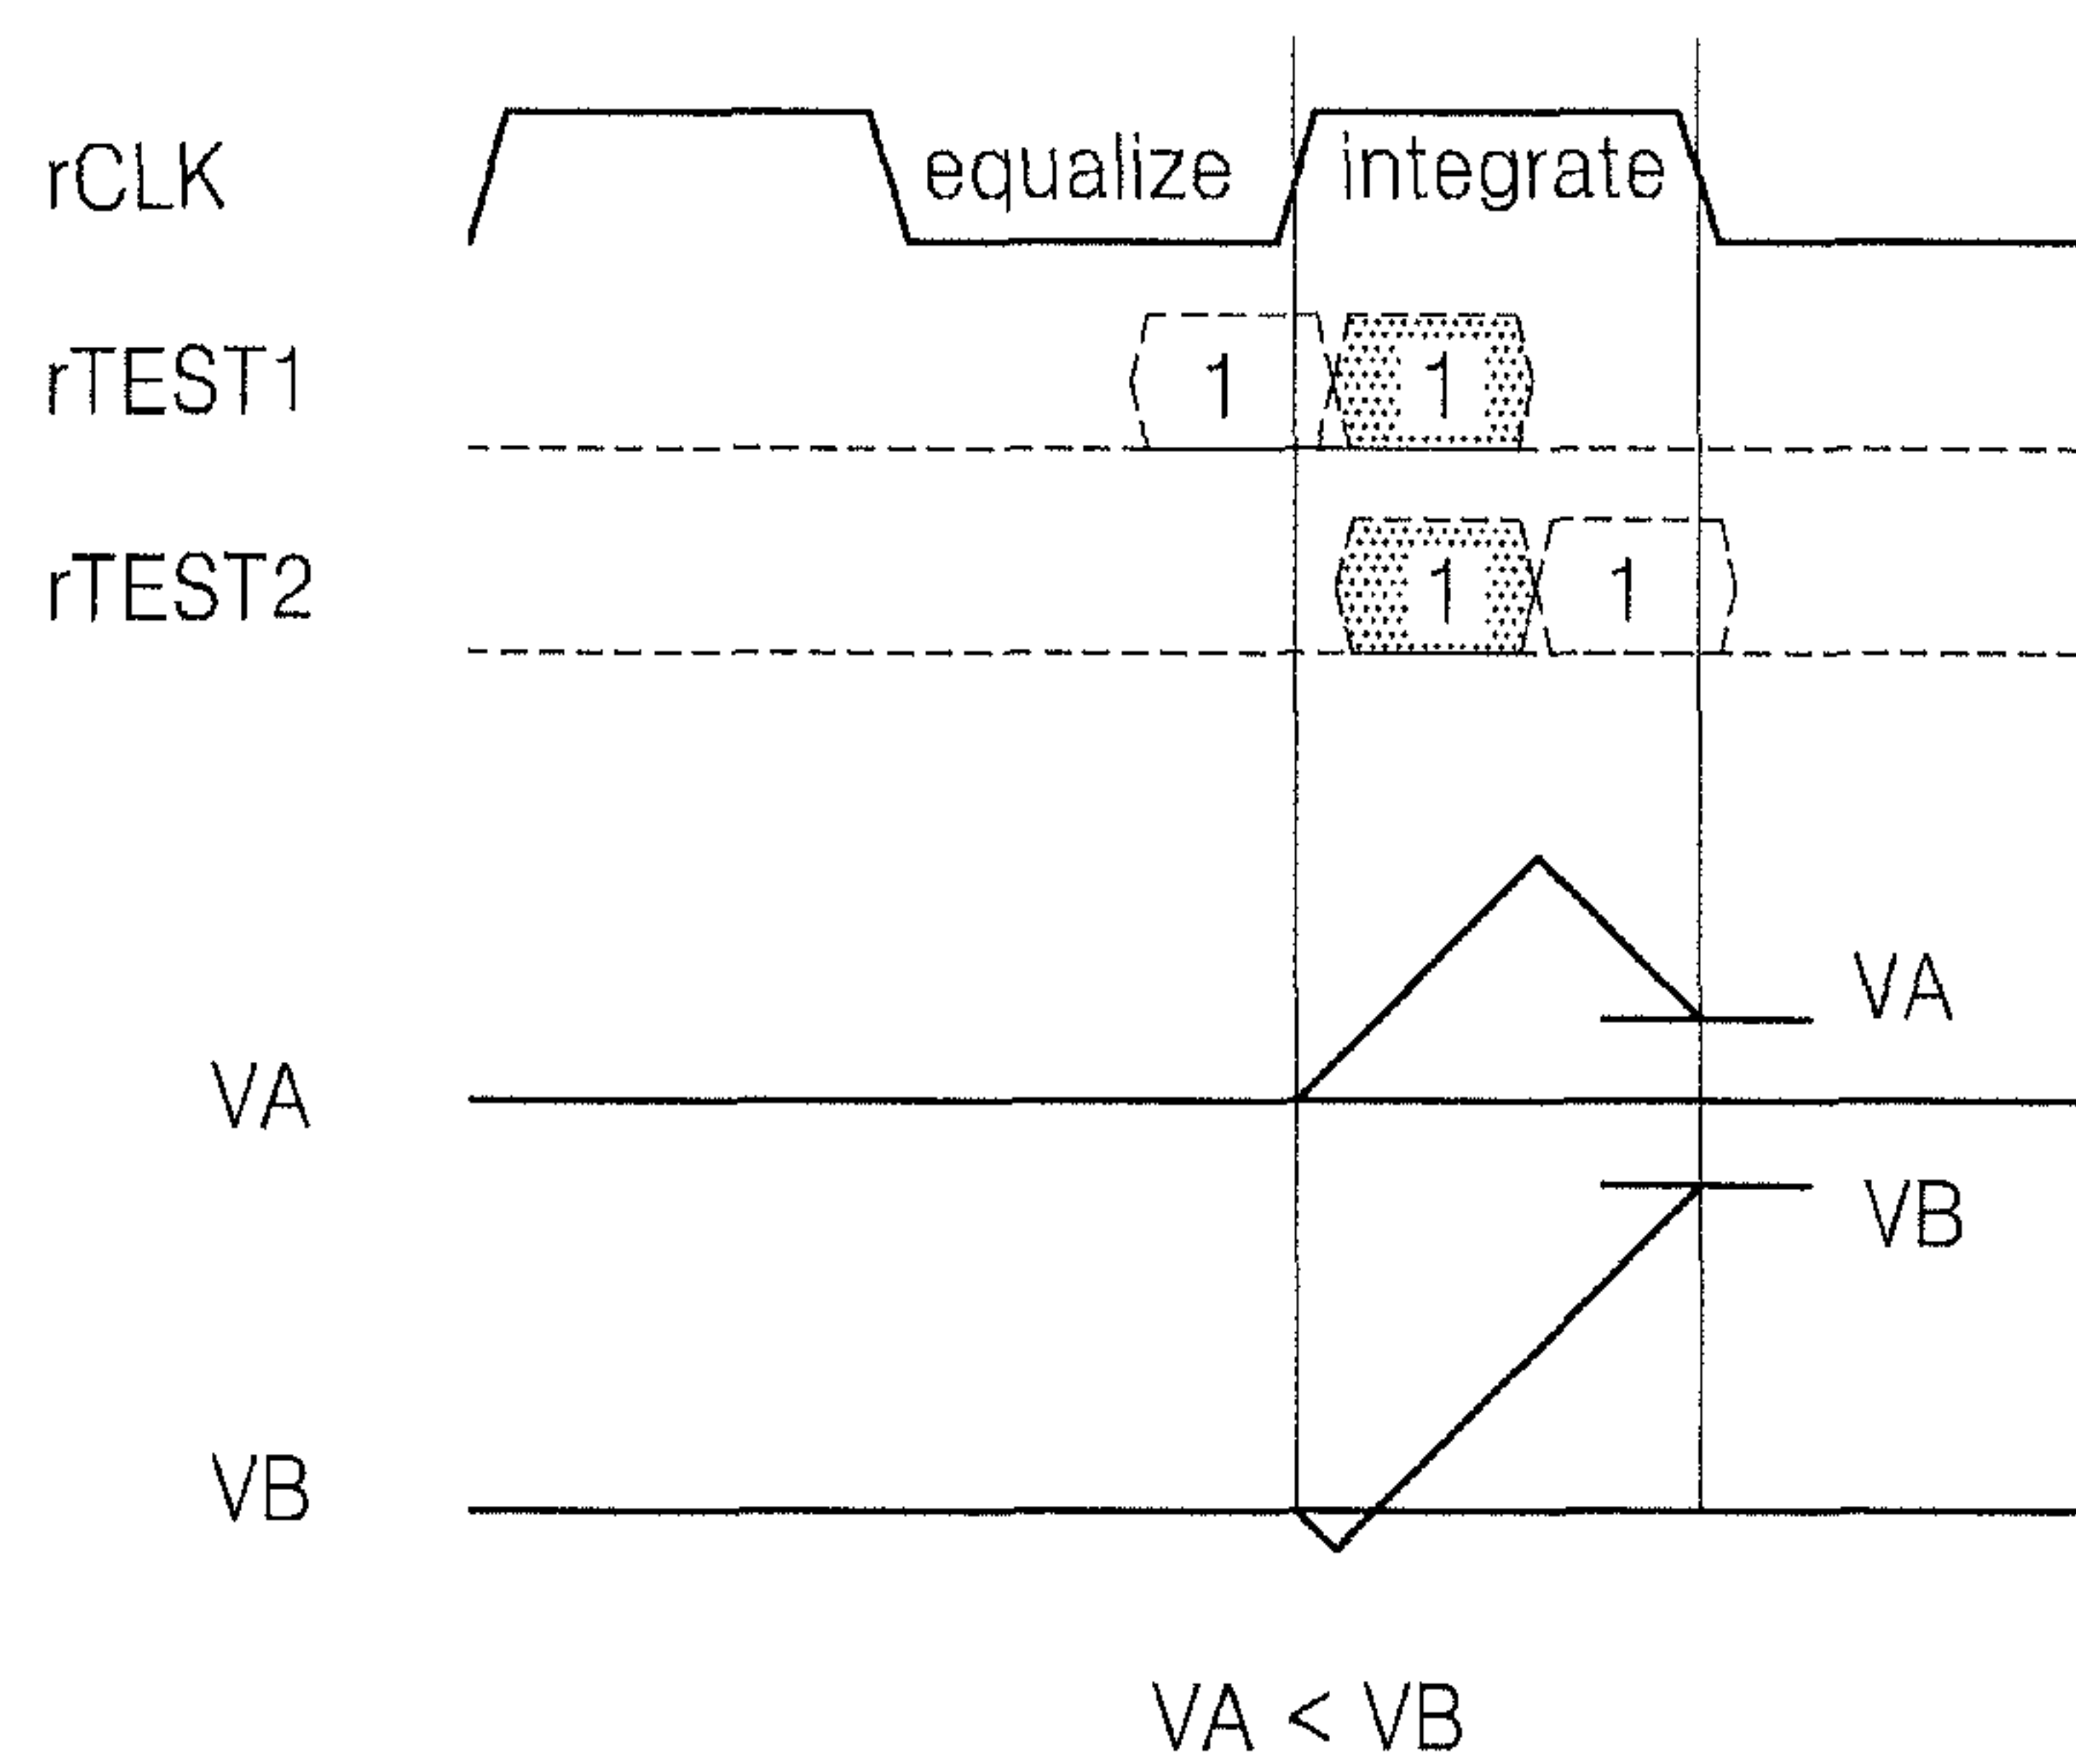 rCLK
equalize
integrate
rTEST1
1
1
rTEST2
1
1
VA
VA
VB
VB
VA < VB